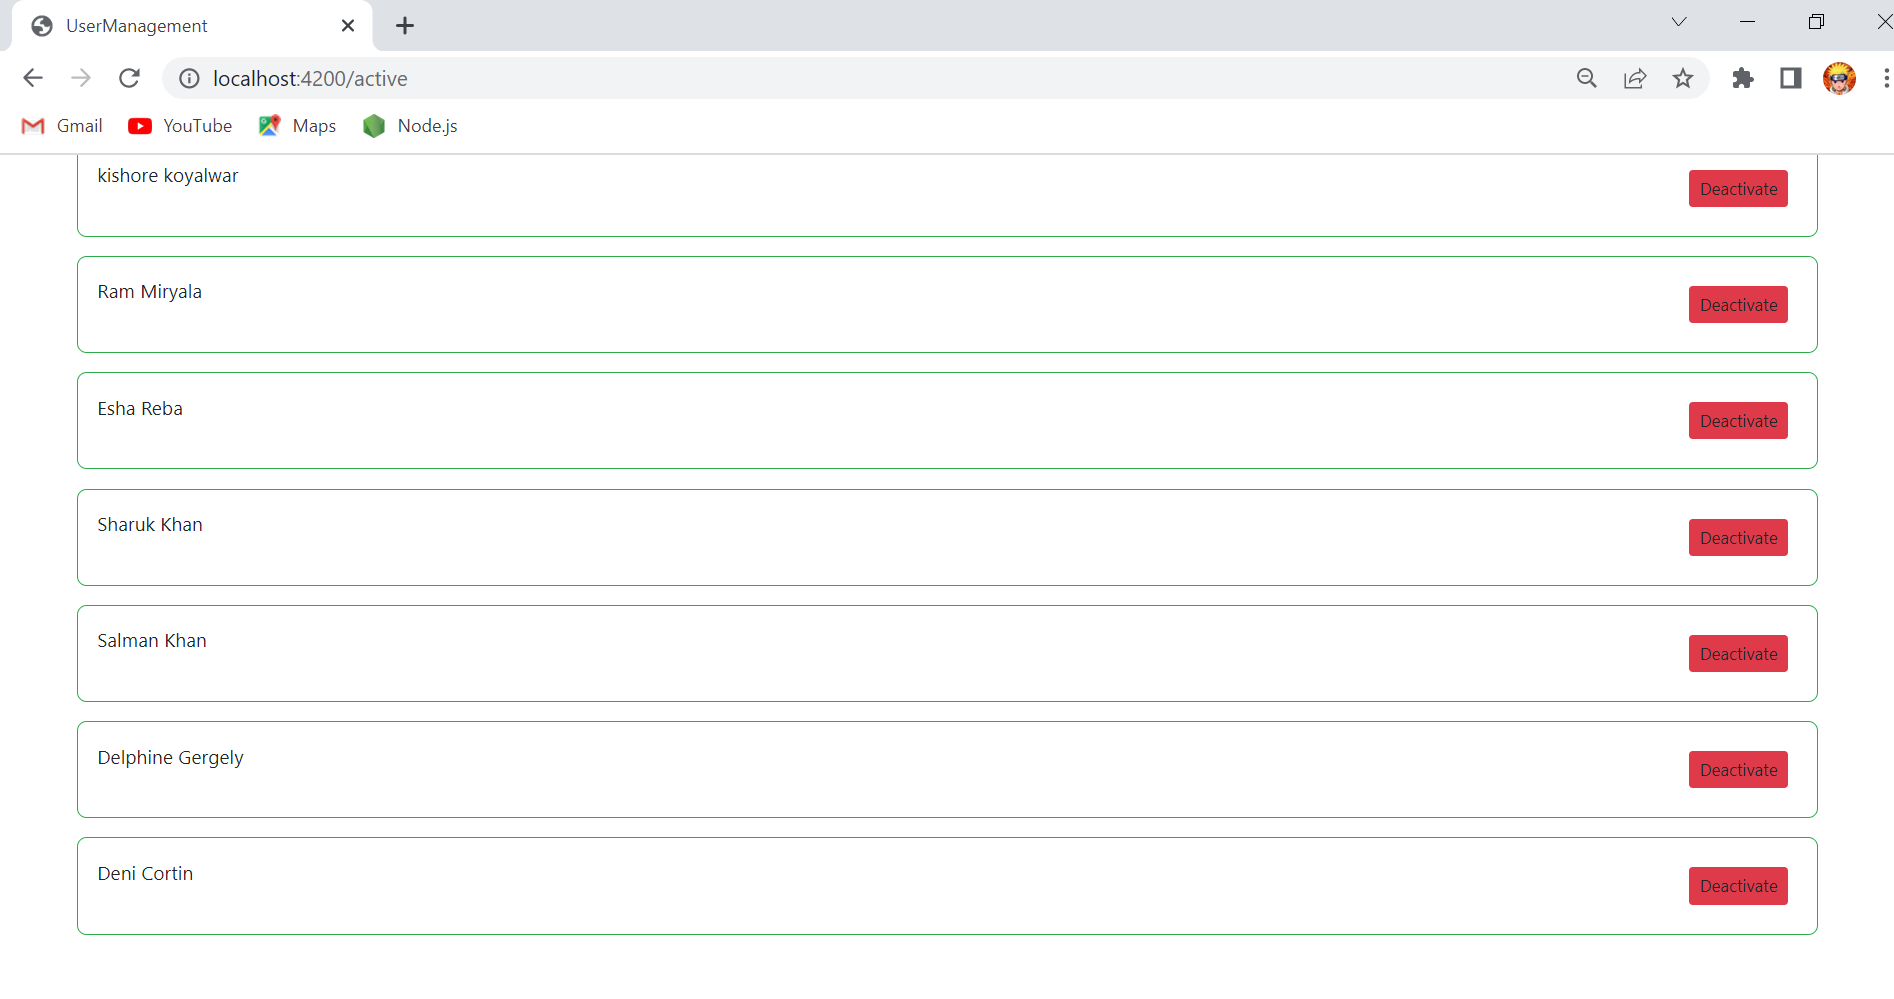 UserManagement
localhost:4200/active
Gmail YouTube Maps Node.js
kishore koyalwar Deactivate
Ram Miryala Deactivate
Esha Reba Deactivate
Sharuk Khan Deactivate
Salman Khan Deactivate
Delphine Gergely Deactivate
Deni Cortin Deactivate